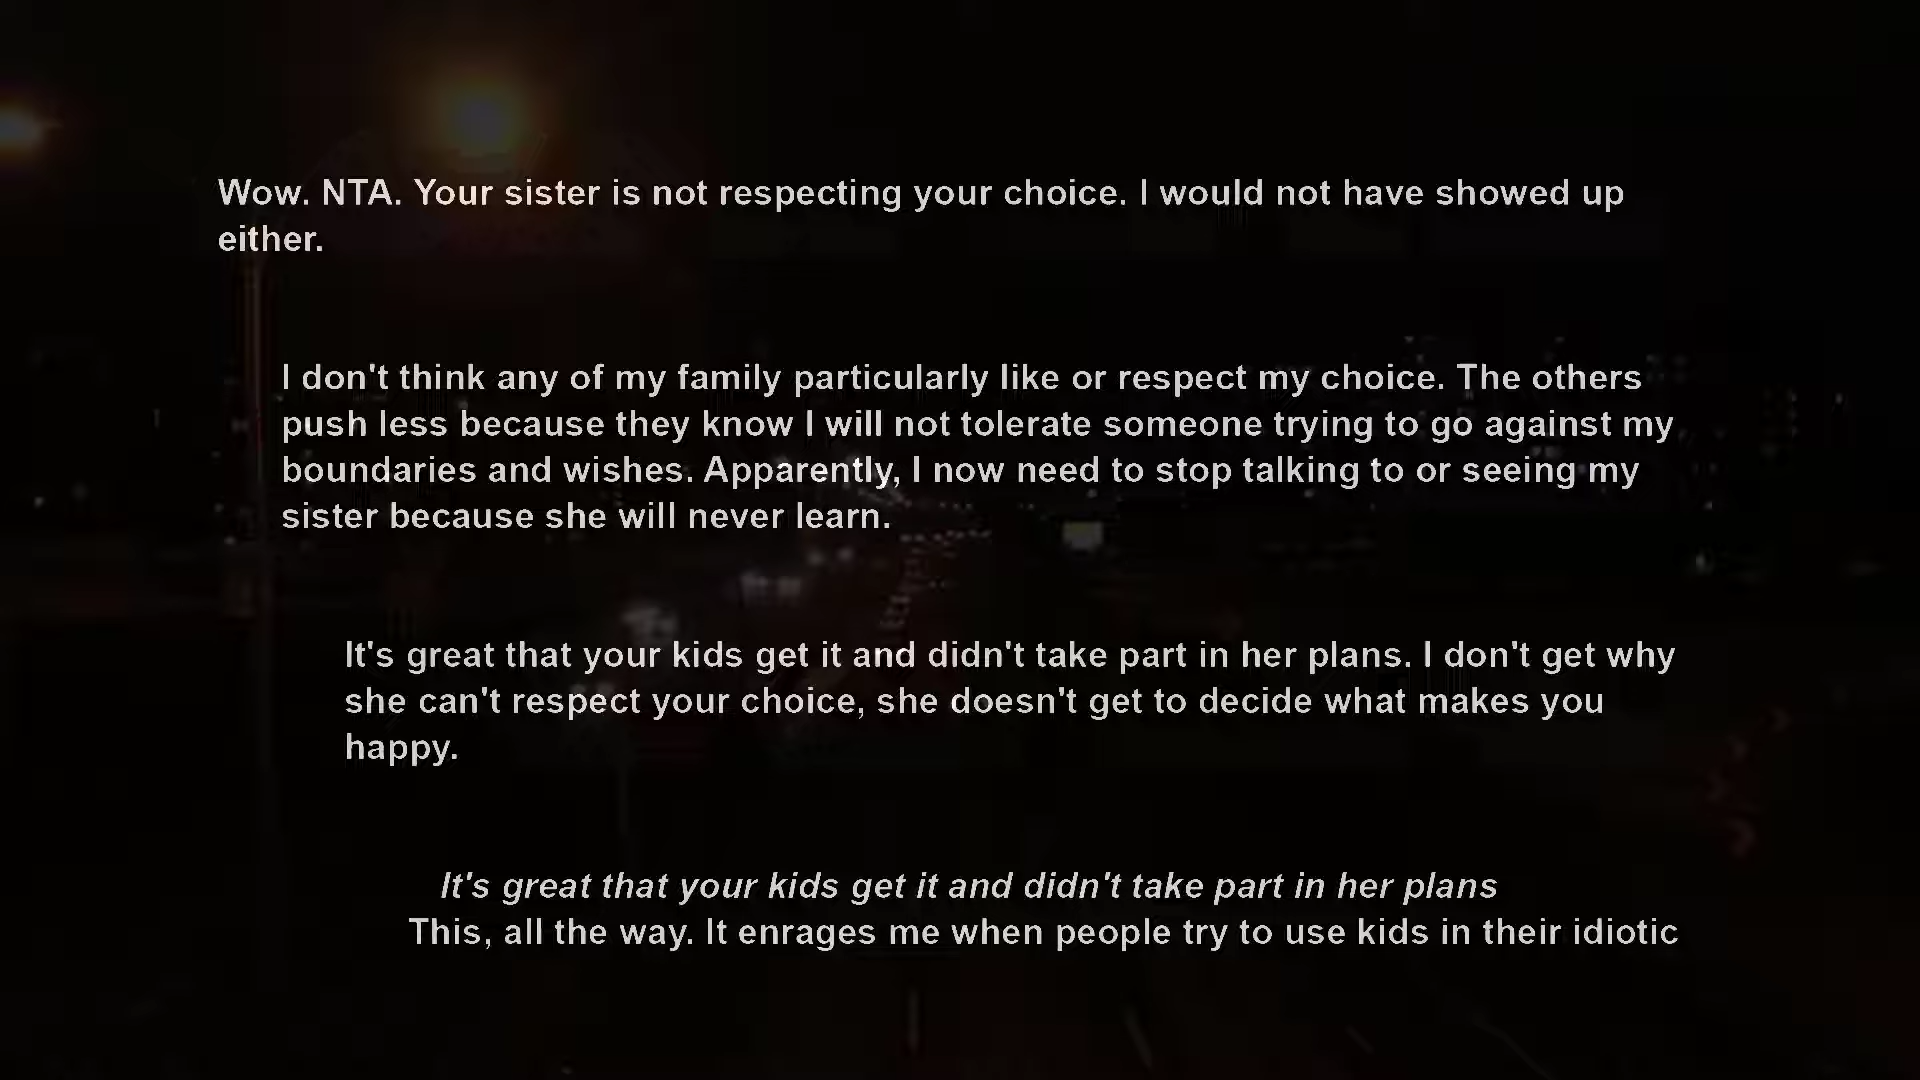 Wow. NTA. Your sister is not respecting your choice. I would not have showed up
either.
I don't think any of my family particularly like or respect my choice. The others
push less because they know I will not tolerate someone trying to go against my
boundaries and wishes. Apparently, I now need to stop talking to or seeing my
sister because she will never learn.
It's great that your kids get it and didn't take part in her plans. I don't get why
she can't respect your choice, she doesn't get to decide what makes you
happy.
It's great that your kids get it and didn't take part in her plans
This, all the way. It enrages me when people try to use kids in their idiotic